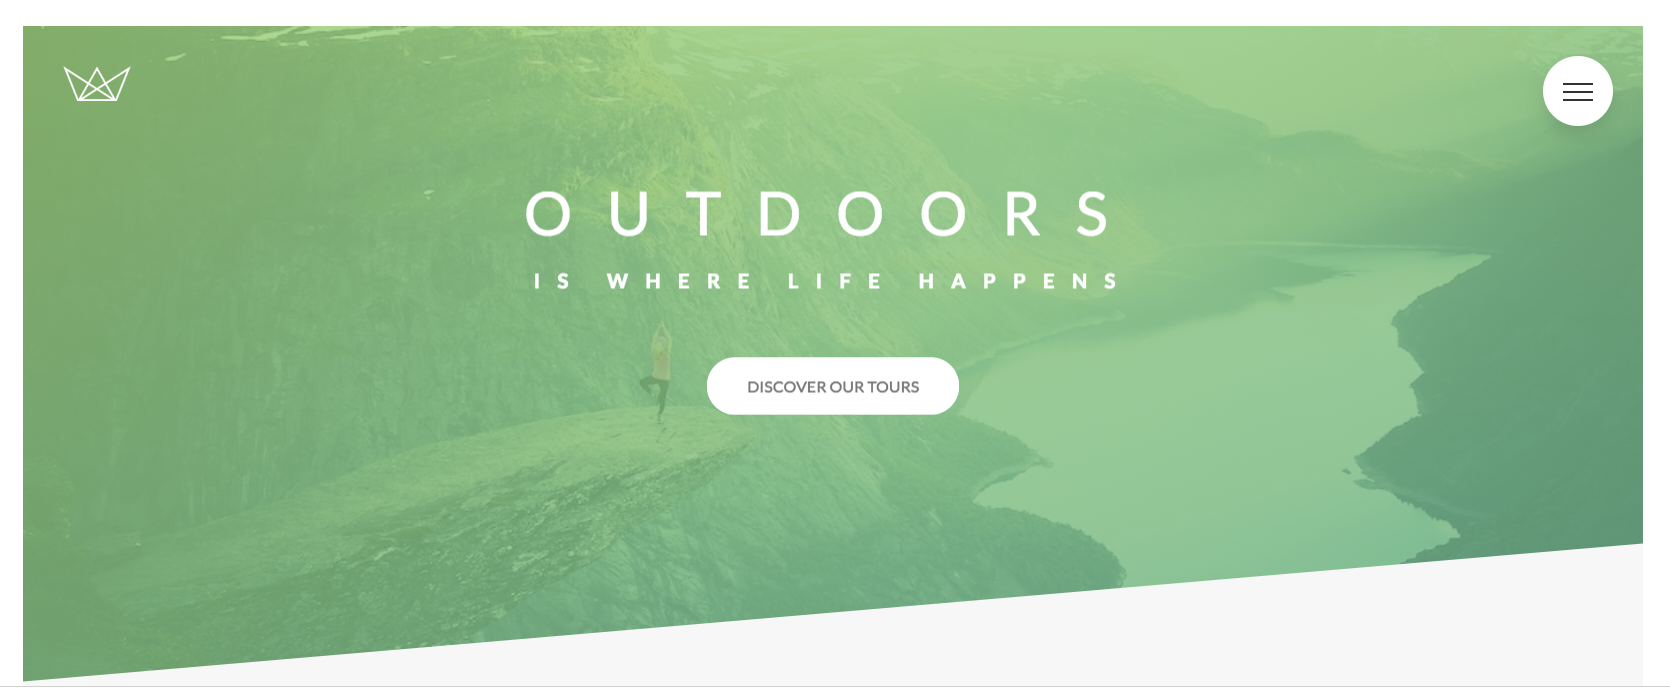 OUTDOORS
IS WHERE LIFE HAPPENS
DISCOVER OUR TOURS